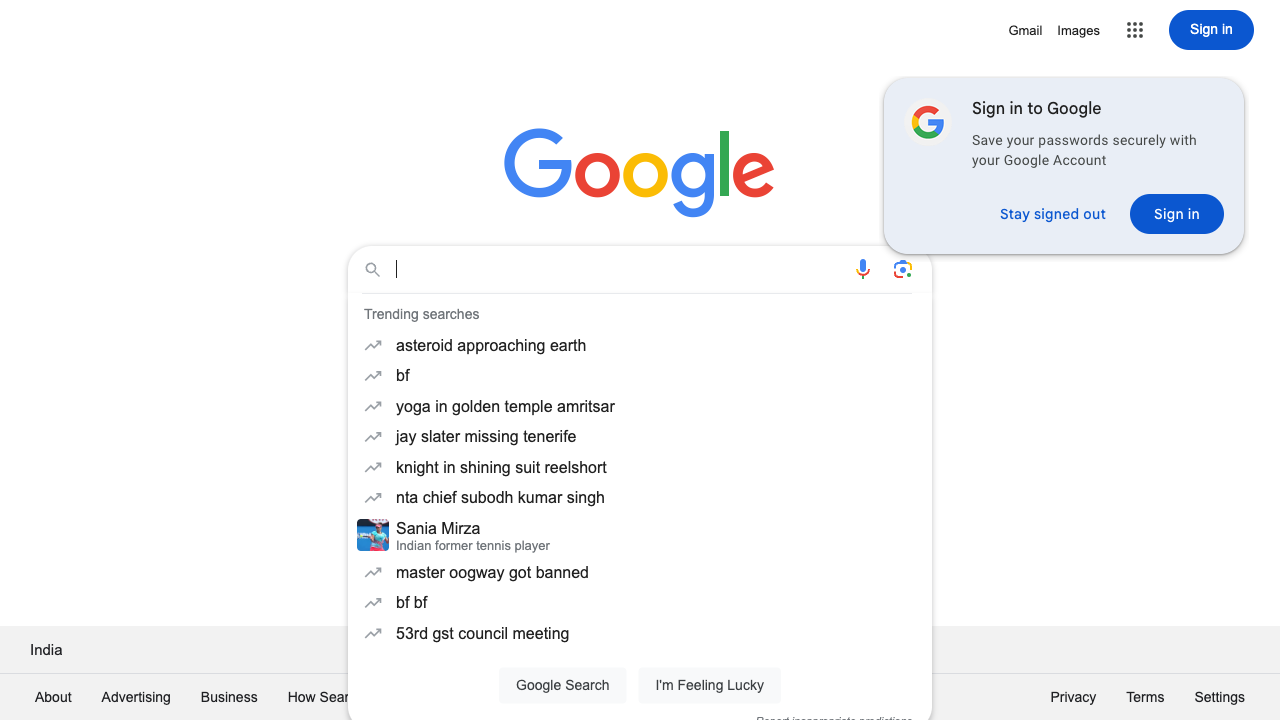 Gmail Images Sign in
Sign in to Google
Save your passwords securely with
your Google Account
Stay signed out Sign in
Google
Trending searches
asteroid approaching earth
bf
yoga in golden temple amritsar
jay slater missing tenerife
knight in shining suit reelshort
nta chief subodh kumar singh
Sania Mirza
Indian former tennis player
master oogway got banned
bf bf
53rd gst council meeting
Google Search I'm Feeling Lucky
Report inappropriate predictions
India
About Advertising Business How Sear
Privacy Terms Settings